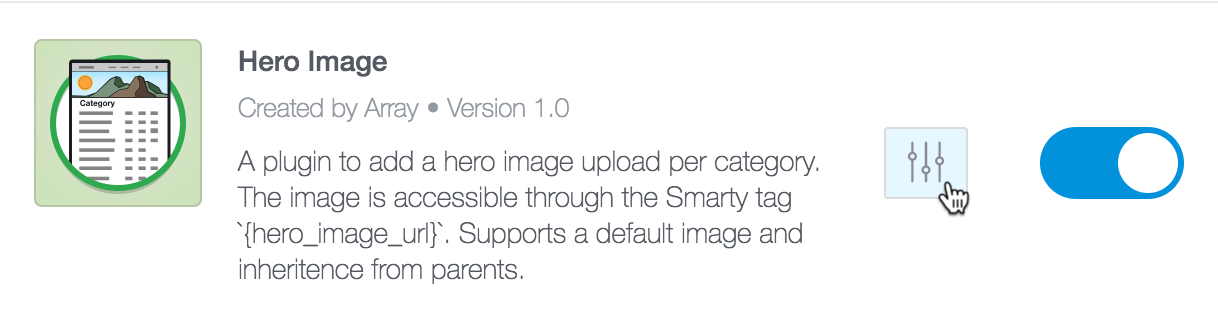 Category
Hero Image
Created by Array • Version 1.0
A plugin to add a hero image upload per category.
The image is accessible through the Smarty tag
`{hero_image_url}`. Supports a default image and
inheritence from parents.